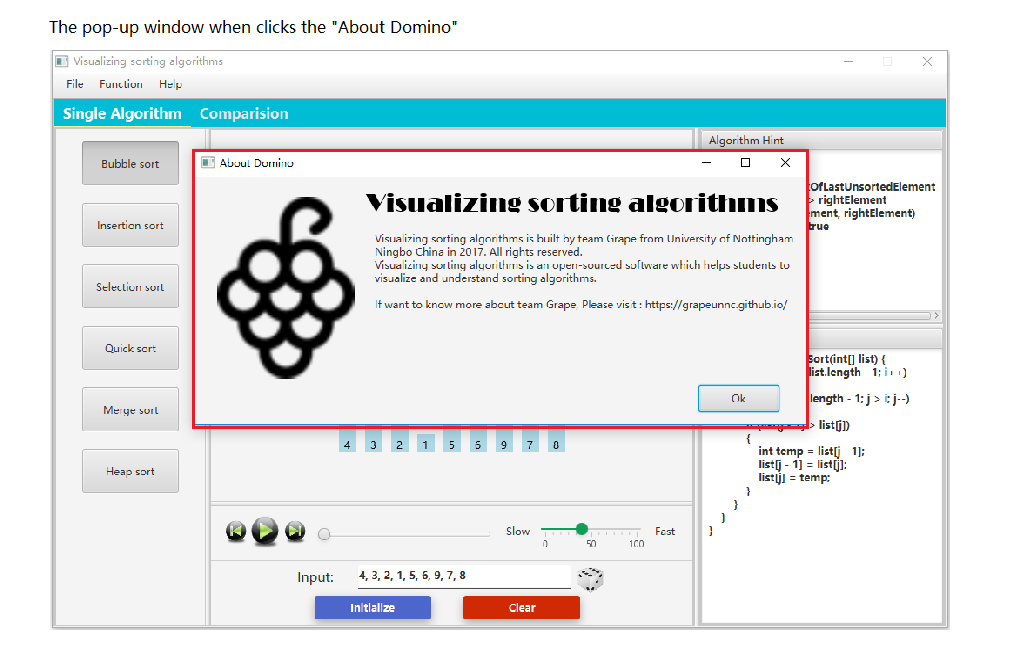 The pop-up window when clicks the "About Domino"
Visualizing sorting algorithms
File Function Help
Single Algorithm Comparision
Bubble sort
Insertion sort
Selection sort
Quick sort
Merge sort
Heap sort
About Domino
Visualizing sorting algorithms
Visualizing sorting algorithms is built by team Grape from University of Nottingham
Ningbo China in 2017. All rights reserved.
Visualizing sorting algorithms is an open-sourced software which helps students to
visualize and understand sorting algorithms.
If want to know more about team Grape, Please visit : https://grapeunnc.github.io/
Ok
4 3 2 1 5 6 9 7 8
Slow Fast
0 50 100
Input: 4, 3, 2, 1, 5, 6, 9, 7, 8
Initialize Clear
Algorithm Hint
OfLastUnsortedElement
> rightElement
ement, rightElement)
true
Sort(int[] list) {
list.length - 1; i++)
length - 1; j > i; j--)
> list[j])
{
int temp = list[j - 1];
list[j - 1] = list[j];
list[j] = temp;
}
}
}
}